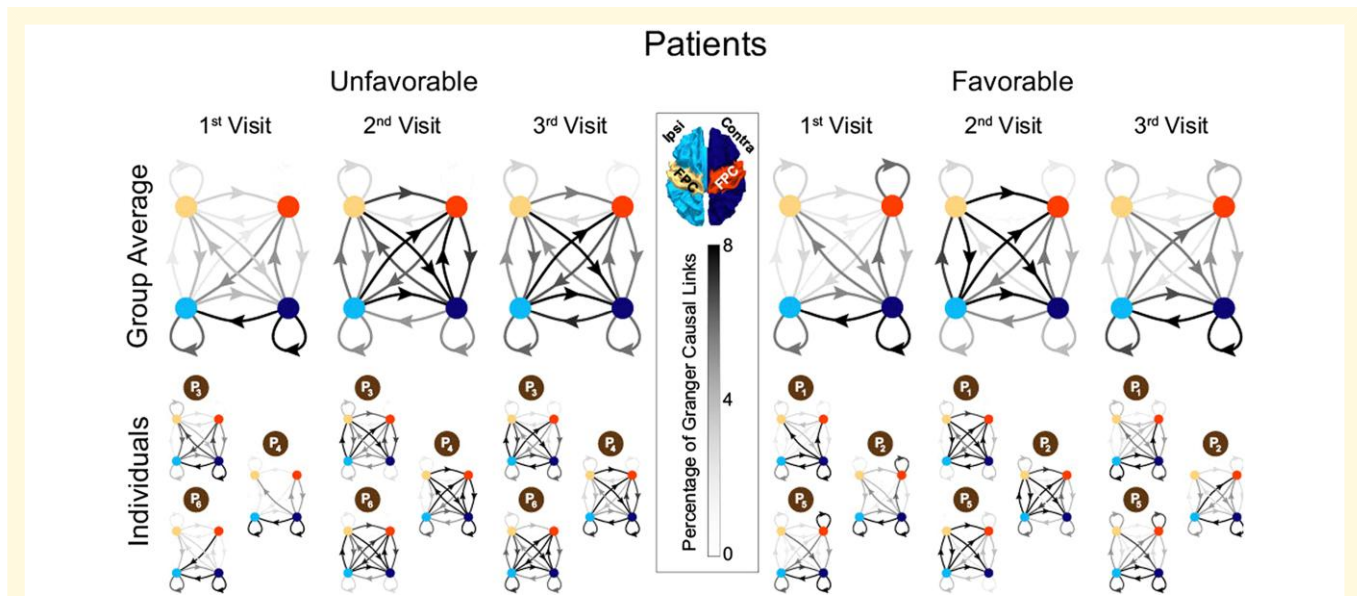 Patients
Unfavorable
Favorable
1st Visit
2nd Visit
3rd Visit
1st Visit
2nd Visit
3rd Visit
Group Average
Individuals
Ipsi
Contra
FPC
FPC
Percentage of Granger Causal Links
8
4
0
P3
P4
P6
P3
P4
P6
P3
P4
P6
P1
P2
P5
P1
P2
P5
P1
P2
P5